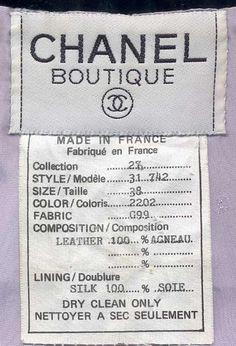 CHANEL
BOUTIQUE
MADE IN FRANCE
Fabriqué en France
Collection 27
STYLE/Modèle 31 742
SIZE/Taille 38
COLOR/Coloris 2202
FABRIC G99
COMPOSITION/Composition
LEATHER 100 % AGNEAU
%
%
LINING/Doublure
SILK 100 % SOIE
DRY CLEAN ONLY
NETTOYER A SEC SEULEMENT